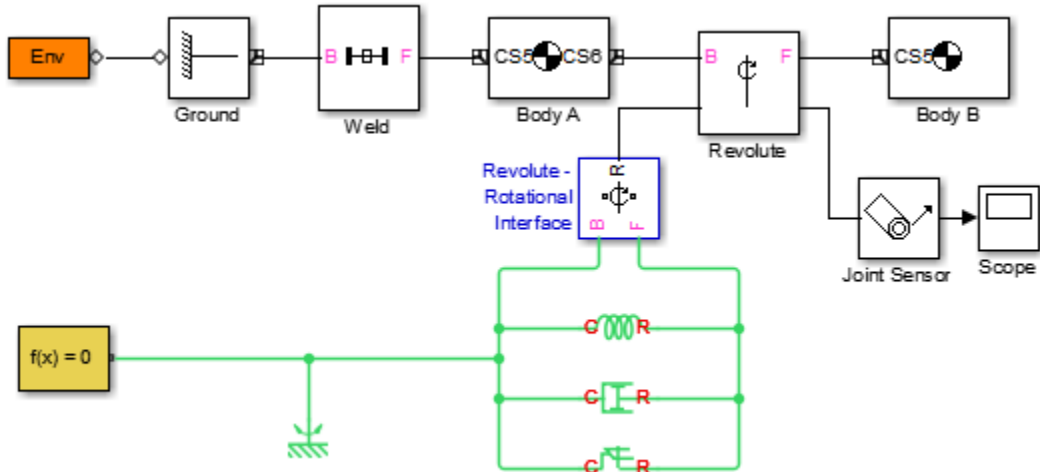 Env
Ground
B F
Weld
CS5 CS6
Body A
B F
Revolute
CS5
Body B
Revolute -
Rotational
Interface
R
B F
Joint Sensor
Scope
C R
f(x) = 0
C R
C R